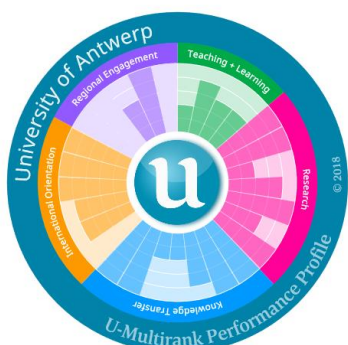 University of Antwerp
Teaching + Learning
Regional Engagement
Research
International Orientation
Knowledge Transfer
u
© 2018
U-Multirank Performance Profile